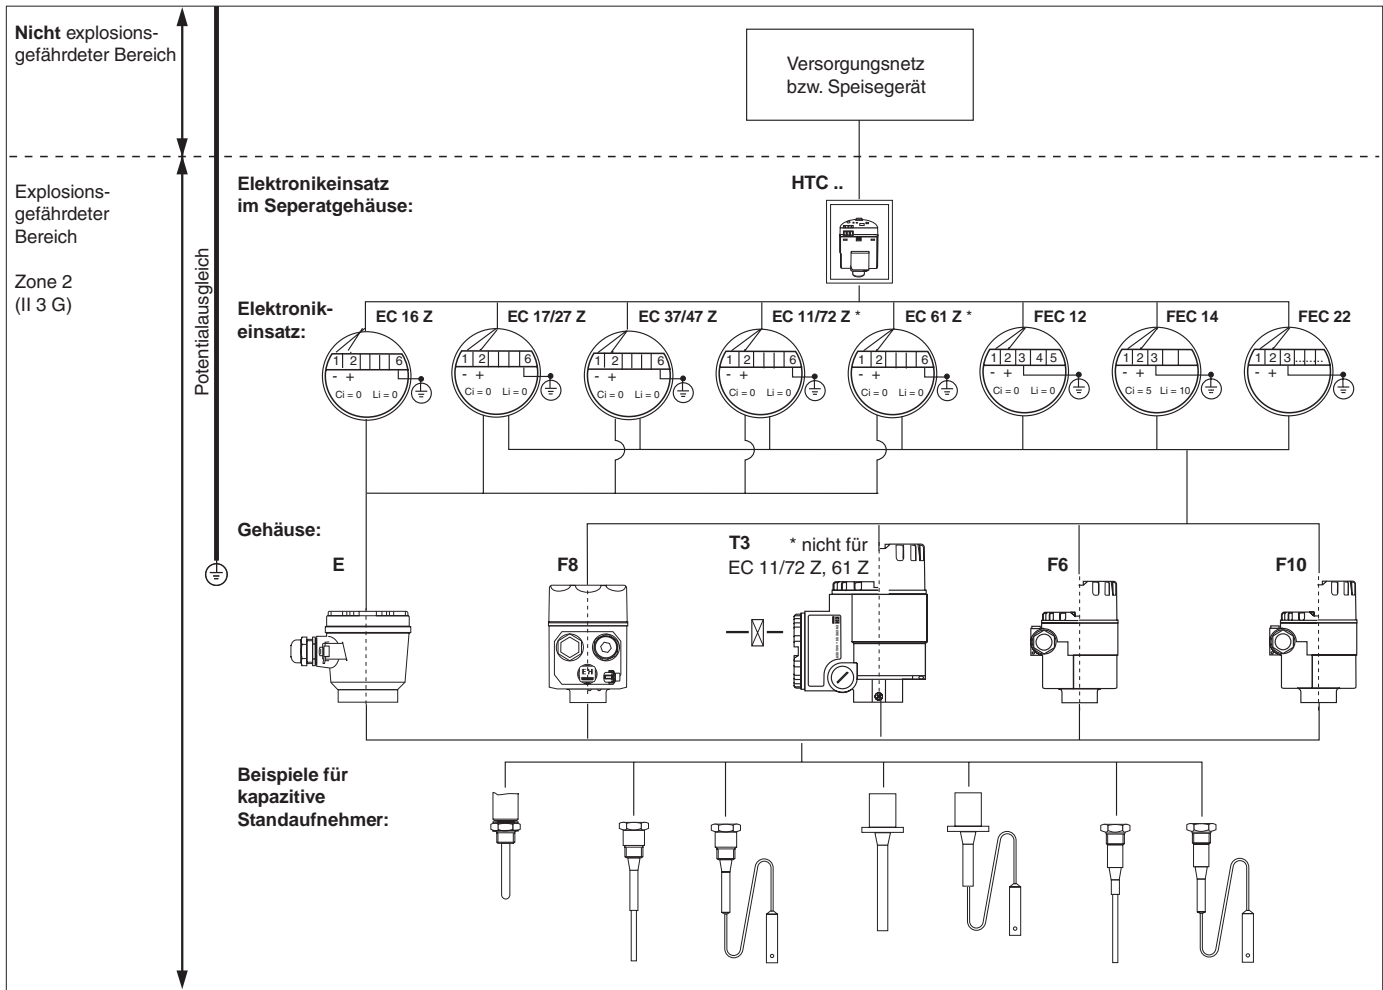 Nicht explosions-
gefährdeter Bereich
Versorgungsnetz
bzw. Speisegerät
Explosions-
gefährdeter
Bereich
Zone 2
(II 3 G)
Potentialausgleich
Elektronikeinsatz
im Seperatgehäuse:
HTC ..
Elektronik-
einsatz:
EC 16 Z
EC 17/27 Z
EC 37/47 Z
EC 11/72 Z *
EC 61 Z *
FEC 12
FEC 14
FEC 22
1 2 6
- +
Ci = 0 Li = 0
1 2 6
- +
Ci = 0 Li = 0
1 2 6
- +
Ci = 0 Li = 0
1 2 6
- +
Ci = 0 Li = 0
1 2 6
- +
Ci = 0 Li = 0
1 2 3 4 5
- +
Ci = 0 Li = 0
1 2 3
- +
Ci = 5 Li = 10
1 2 3 ........
- +
Gehäuse:
E
F8
T3 * nicht für
EC 11/72 Z, 61 Z
F6
F10
Beispiele für
kapazitive
Standaufnehmer: